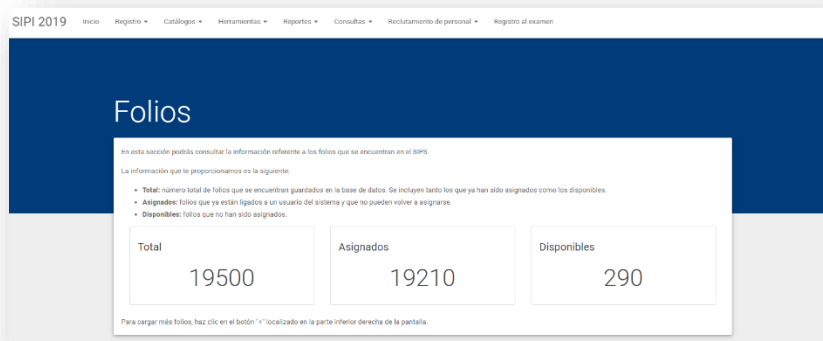 SIPI 2019 Inicio Registro Catálogos Herramientas Reportes Consultas Reclutamiento de personal Registro al examen
Folios
En esta sección podrás consultar la información referente a los folios que se encuentran en el SIPS.
La información que te proporcionamos es la siguiente:
• Total: número total de folios que se encuentran guardados en la base de datos. Se incluyen tanto los que ya han sido asignados como los disponibles.
• Asignados: folios que ya están ligados a un usuario del sistema y que no pueden volver a asignarse.
• Disponibles: folios que no han sido asignados.
Total Asignados Disponibles
19500 19210 290
Para cargar más folios, haz clic en el botón "+" localizado en la parte inferior derecha de la pantalla.